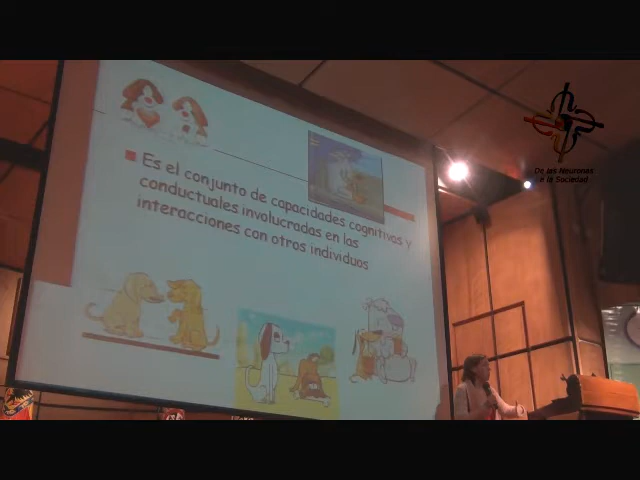 De las Neuronas
a la Sociedad
Es el conjunto de capacidades cognitivas y
conductuales involucradas en las
interacciones con otros individuos